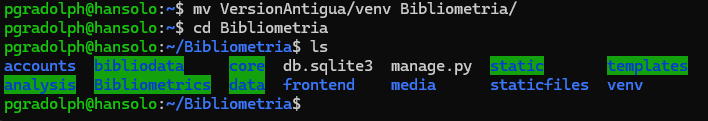 pgradolph@hansolo:~$ mv VersionAntigua/venv Bibliometria/
pgradolph@hansolo:~$ cd Bibliometria
pgradolph@hansolo:~/Bibliometria$ ls
accounts  bibliodata    core  db.sqlite3  manage.py  static       templates
analysis  Bibliometrics  data  frontend    media      staticfiles  venv
pgradolph@hansolo:~/Bibliometria$